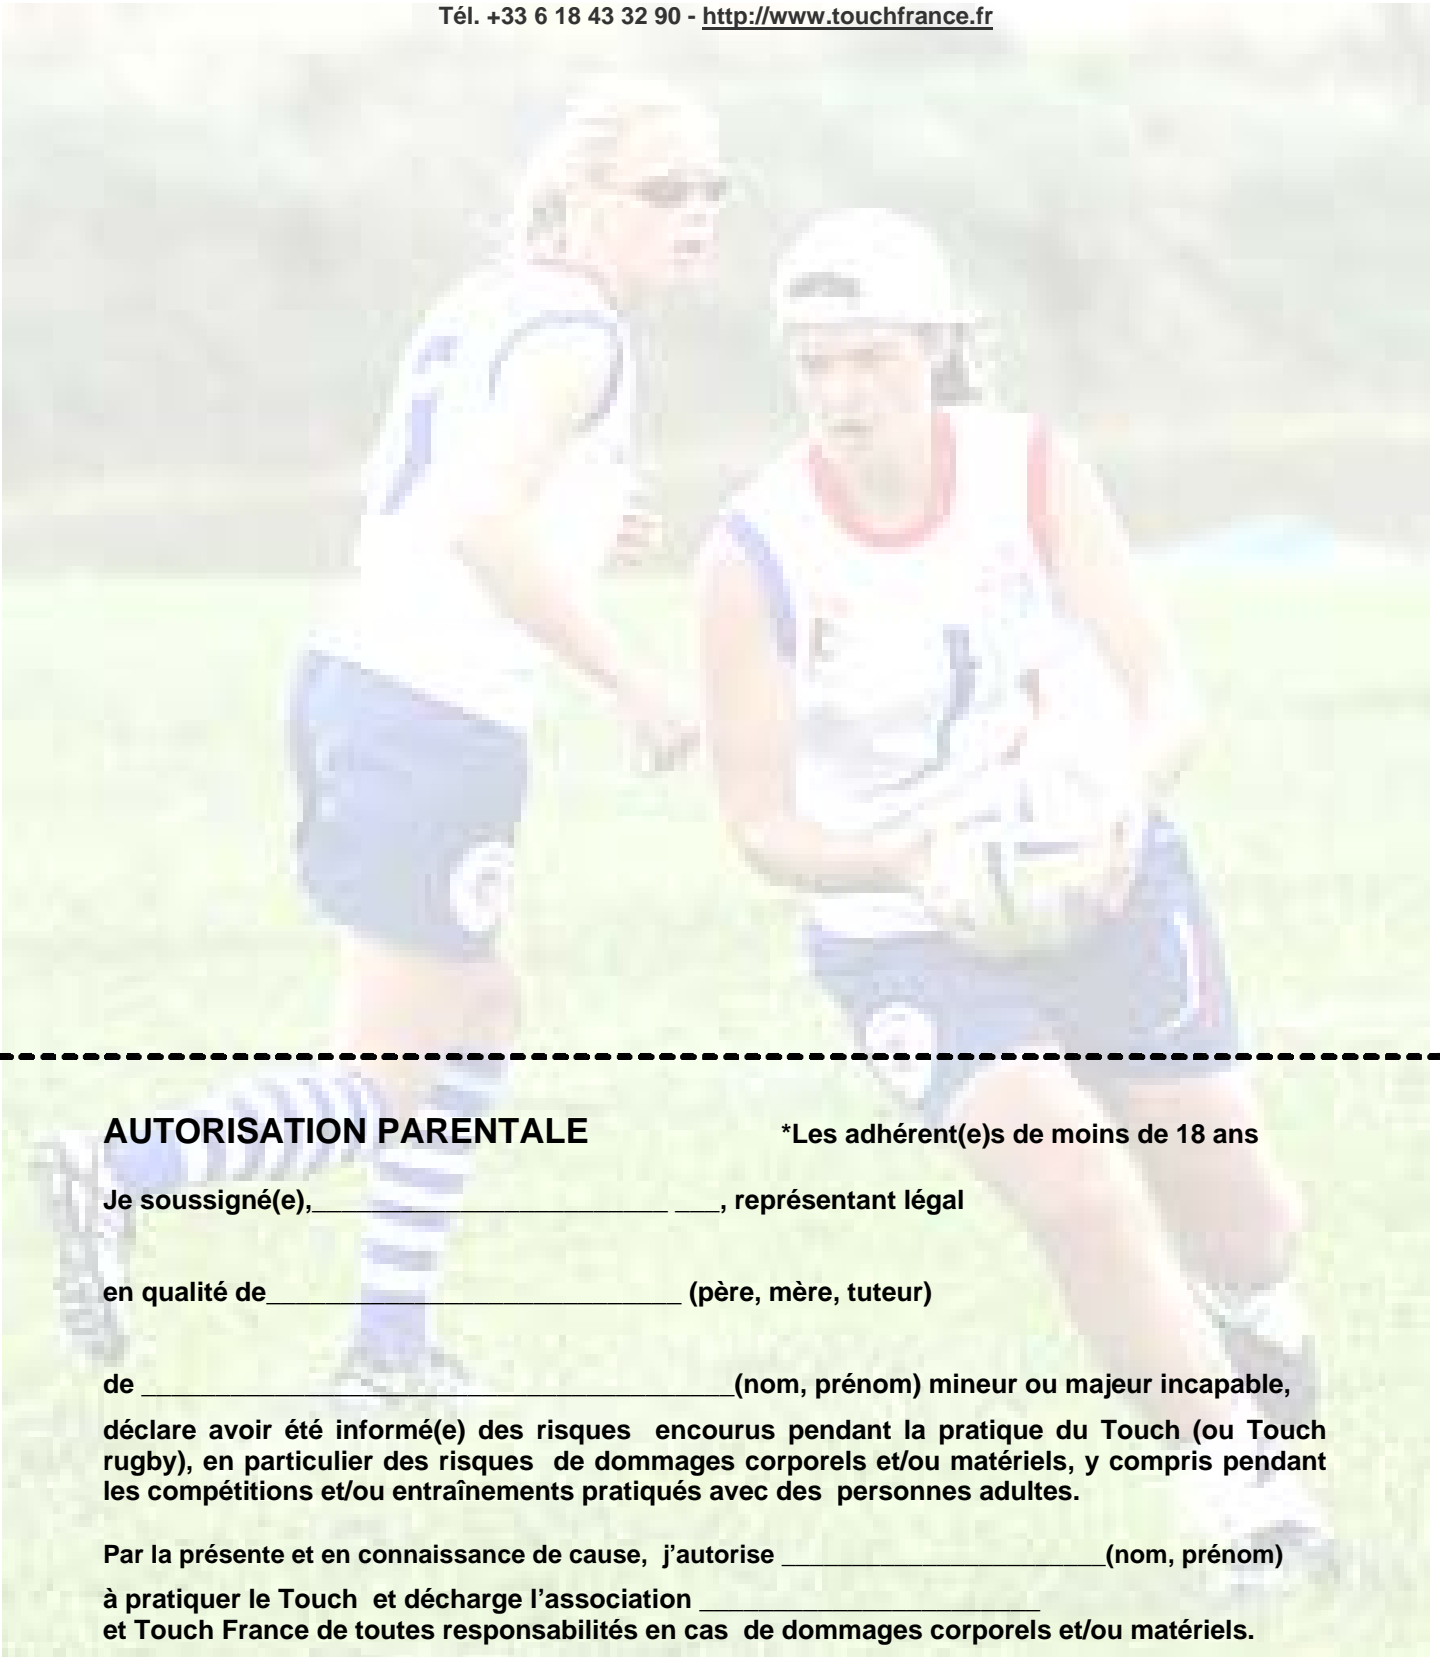 Tél. +33 6 18 43 32 90 - http://www.touchfrance.fr
AUTORISATION PARENTALE *Les adhérent(e)s de moins de 18 ans
Je soussigné(e),________________________ ___, représentant légal
en qualité de____________________________ (père, mère, tuteur)
de ________________________________________(nom, prénom) mineur ou majeur incapable,
déclare avoir été informé(e) des risques encourus pendant la pratique du Touch (ou Touch
rugby), en particulier des risques de dommages corporels et/ou matériels, y compris pendant
les compétitions et/ou entraînements pratiqués avec des personnes adultes.
Par la présente et en connaissance de cause, j’autorise _______________________(nom, prénom)
à pratiquer le Touch et décharge l’association _______________________
et Touch France de toutes responsabilités en cas de dommages corporels et/ou matériels.